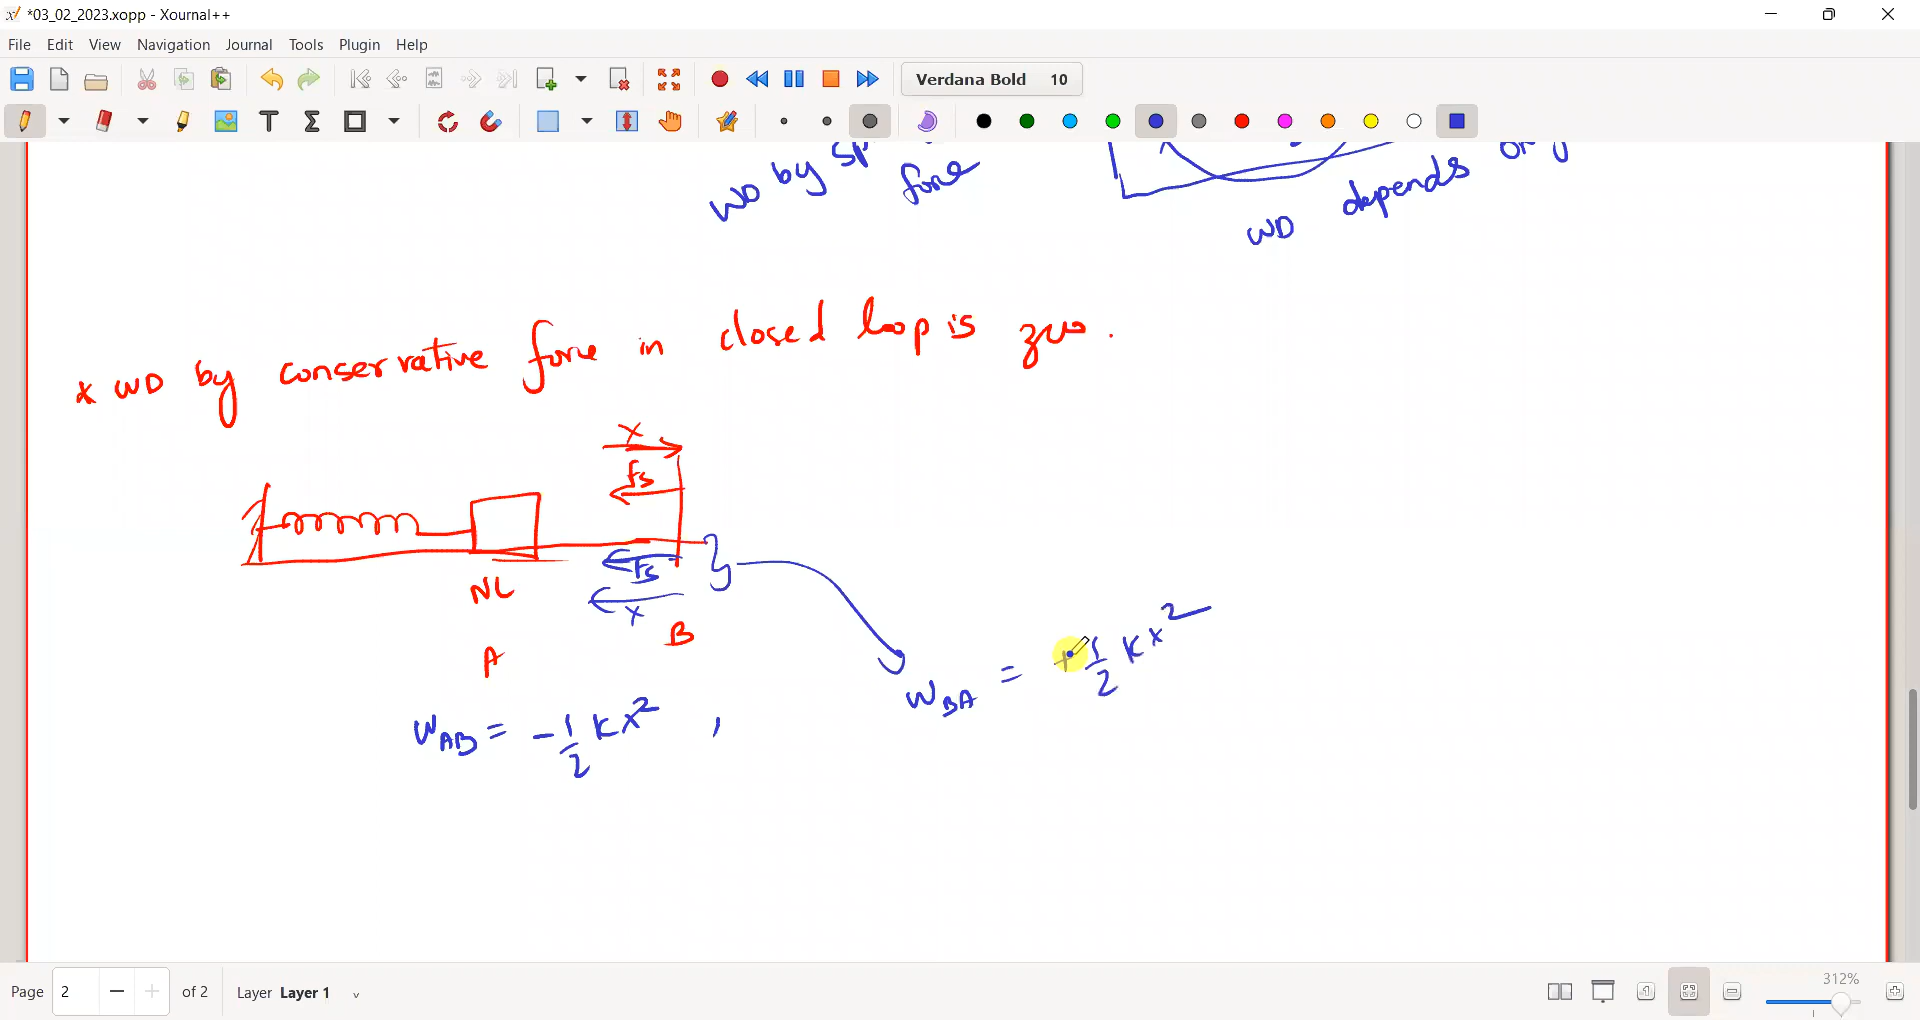 *03_02_2023.xopp - Xournal++
File Edit View Navigation Journal Tools Plugin Help
Verdana Bold 10
WD by
force
WD depends
* WD by conservative force in closed loop is zero.
x
Fs
Fs
x
NL
A
B
W_AB = -1/2 Kx² ,
W_BA = +1/2 Kx²
Page 2 of 2 Layer Layer 1 312%